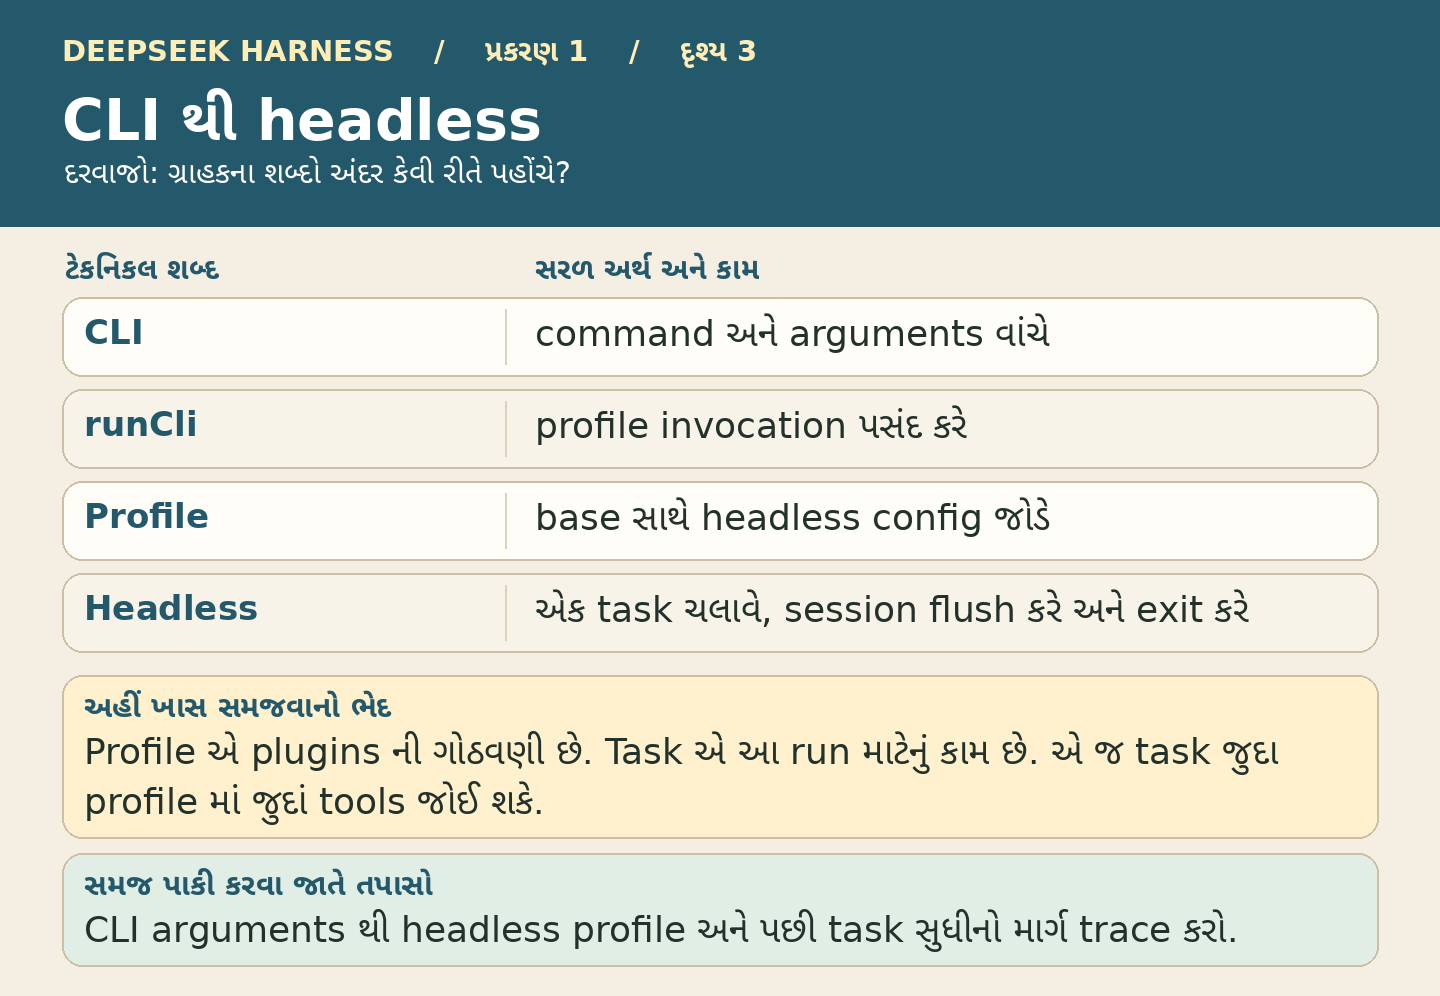 DEEPSEEK HARNESS / પ્રકરણ 1 / દૃશ્ય 3
CLI થી headless
દરવાજો: ગ્રાહકના શબ્દો અંદર કેવી રીતે પહોંચે?
ટેકનિકલ શબ્દ સરળ અર્થ અને કામ
CLI command અને arguments વાંચે
runCli profile invocation પસંદ કરે
Profile base સાથે headless config જોડે
Headless એક task ચલાવે, session flush કરે અને exit કરે
અહીં ખાસ સમજવાનો ભેદ
Profile એ plugins ની ગોઠવણી છે. Task એ આ run માટેનું કામ છે. એ જ task જુદા
profile માં જુદાં tools જોઈ શકે.
સમજ પાકી કરવા જાતે તપાસો
CLI arguments થી headless profile અને પછી task સુધીનો માર્ગ trace કરો.